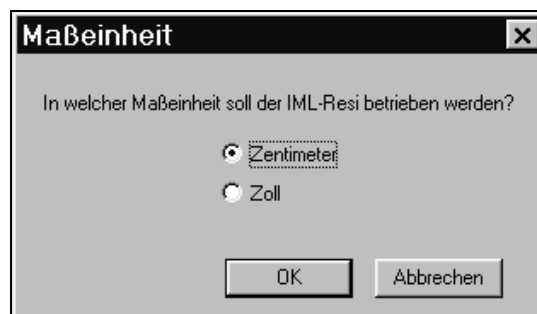 Maßeinheit
In welcher Maßeinheit soll der IML-Resi betrieben werden?
Zentimeter
Zoll
OK
Abbrechen